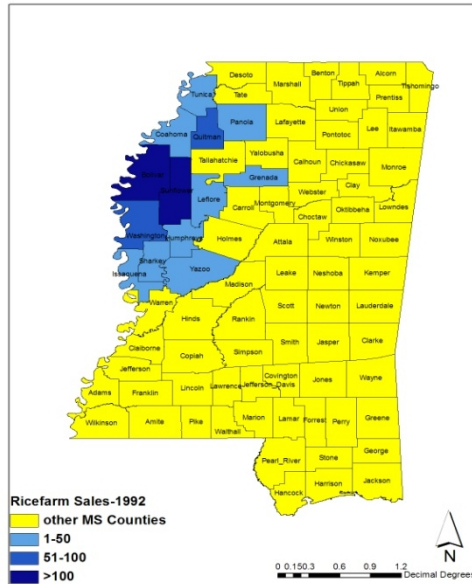 Desoto
Marshall
Benton
Tippah
Alcorn
Tishomingo
Prentiss
Tunica
Tate
Union
Panola
Lafayette
Pontotoc
Lee
Itawamba
Coahoma
Quitman
Tallahatchie
Yalobusha
Calhoun
Chickasaw
Monroe
Bolivar
Sunflower
Grenada
Leflore
Carroll
Montgomery
Webster
Clay
Oktibbeha
Lowndes
Choctaw
Washington
Humphreys
Holmes
Attala
Winston
Noxubee
Sharkey
Issaquena
Yazoo
Madison
Leake
Neshoba
Kemper
Warren
Hinds
Rankin
Scott
Newton
Lauderdale
Claiborne
Copiah
Simpson
Smith
Jasper
Clarke
Jefferson
Adams
Franklin
Lincoln
Lawrence
Jefferson_Davis
Covington
Jones
Wayne
Wilkinson
Amite
Pike
Walthall
Marion
Lamar
Forrest
Perry
Greene
Pearl_River
Stone
George
Hancock
Harrison
Jackson
Ricefarm Sales-1992
other MS Counties
1-50
51-100
>100
N
0 0.150.3 0.6 0.9 1.2
Decimal Degrees